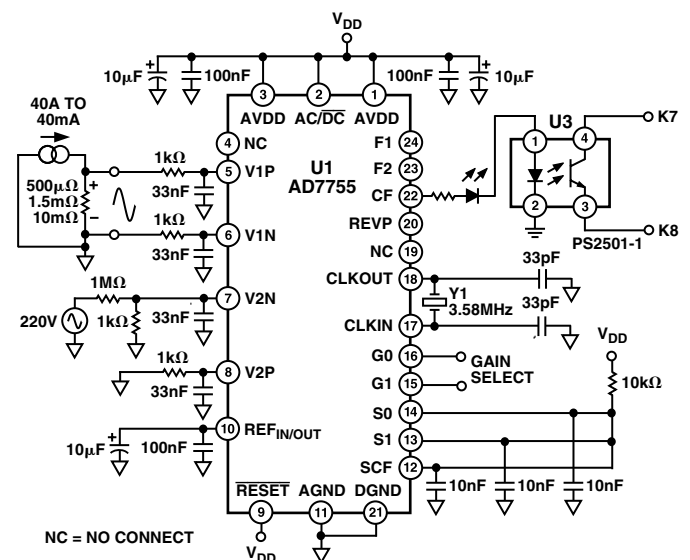 V_DD
10μF + 100nF 100nF + 10μF
3 2 1
AVDD AC/DC AVDD
40A TO
40mA
4 NC
U1
AD7755
F1 24
F2 23
CF 22
REVP 20
NC 19
CLKOUT 18
CLKIN 17
G0 16
G1 15
S0 14
S1 13
SCF 12
1kΩ
5 V1P
33nF
500μΩ +
1.5mΩ
10mΩ –
1kΩ
6 V1N
33nF
1MΩ
7 V2N
220V 1kΩ 33nF
1kΩ
8 V2P
33nF
10 REF_IN/OUT
10μF + 100nF
RESET AGND DGND
9 11 21
V_DD
NC = NO CONNECT
U3
1 4
2 3
K7
K8
PS2501-1
33pF
Y1
3.58MHz
33pF
GAIN
SELECT
V_DD
10kΩ
10nF 10nF 10nF